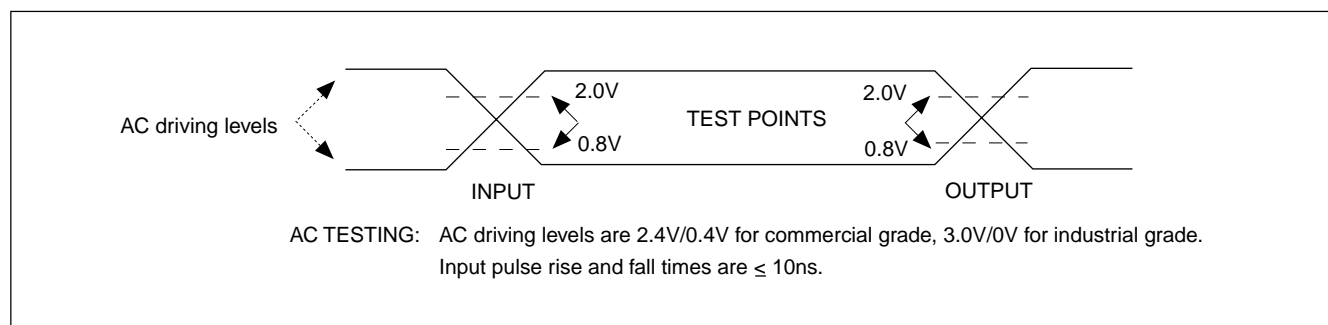 2.0V
2.0V
AC driving levels
TEST POINTS
0.8V
0.8V
INPUT
OUTPUT
AC TESTING: AC driving levels are 2.4V/0.4V for commercial grade, 3.0V/0V for industrial grade.
Input pulse rise and fall times are ≤ 10ns.